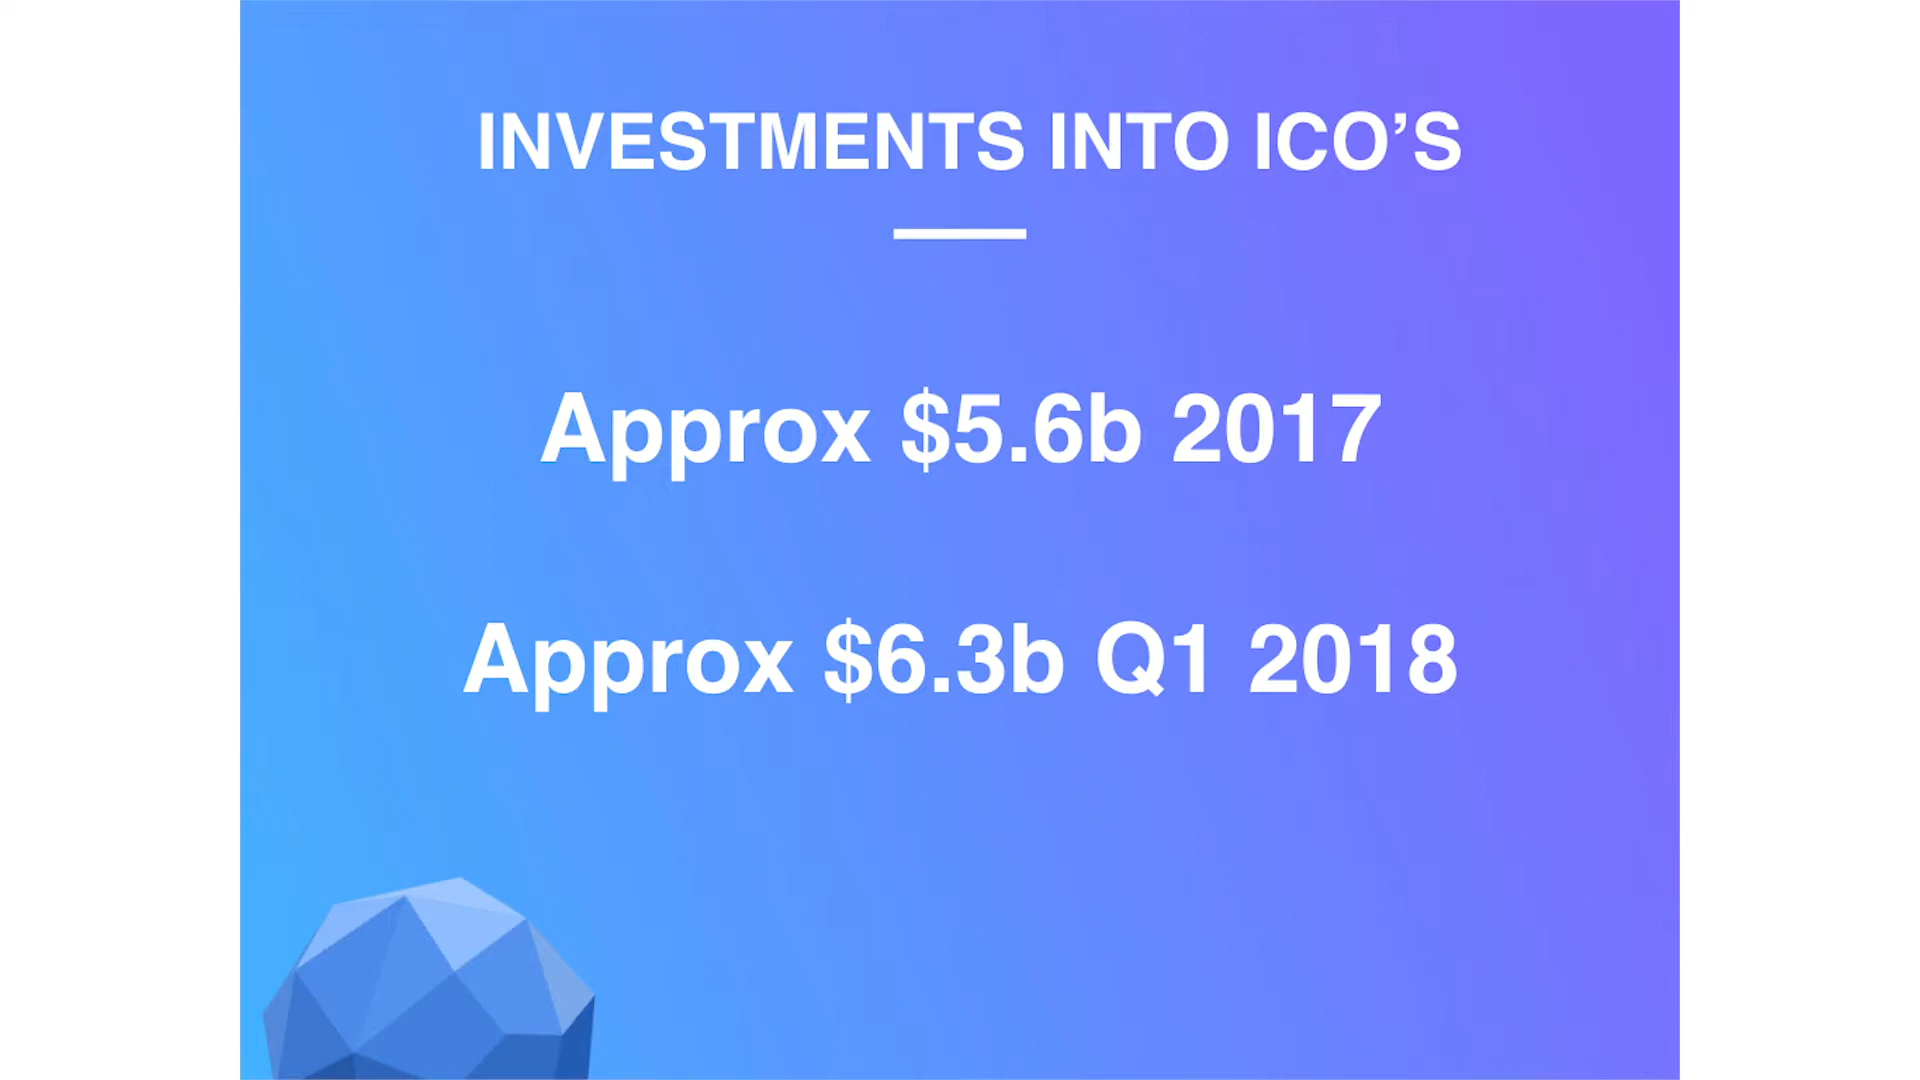 INVESTMENTS INTO ICO’S
Approx $5.6b 2017
Approx $6.3b Q1 2018